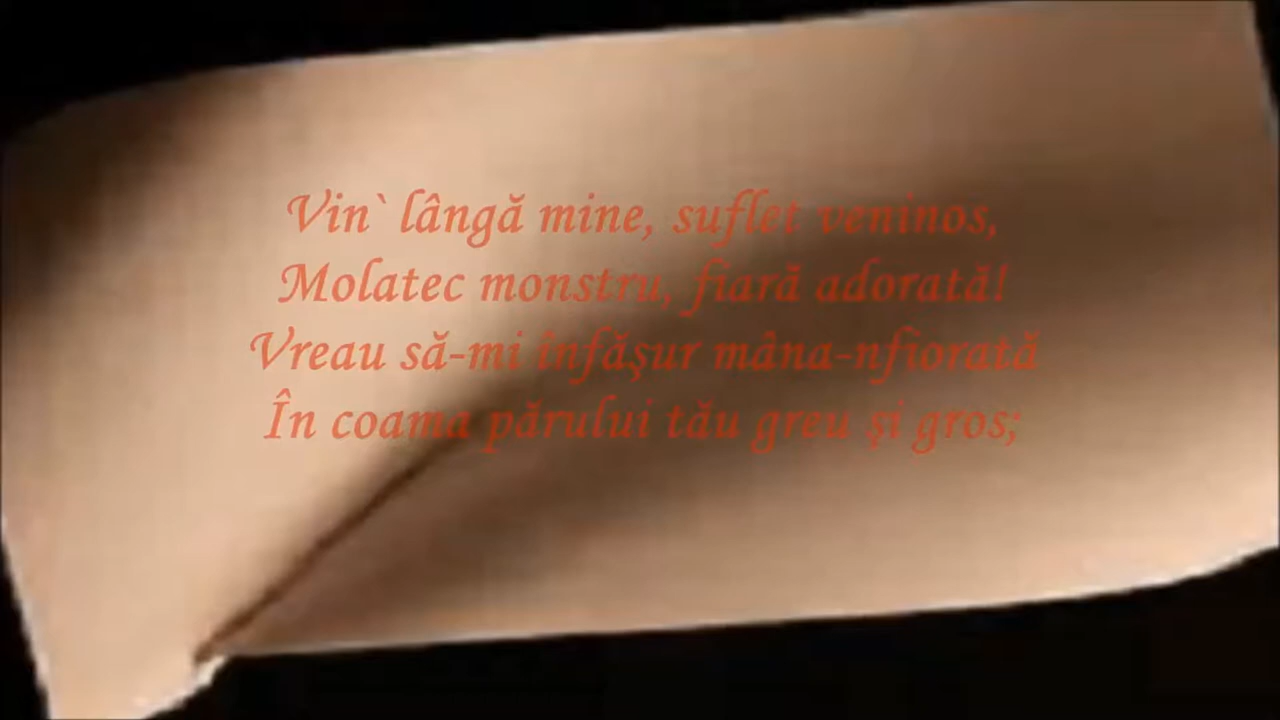 Vin` lângă mine, suflet veninos,
Molatec monstru, fiară adorată!
Vreau să-mi înfăşur mâna-nfiorată
În coama părului tău greu şi gros;